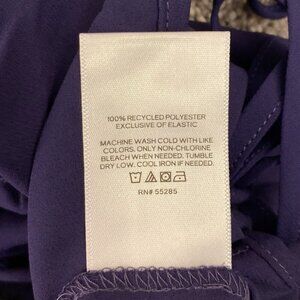 100% RECYCLED POLYESTER
EXCLUSIVE OF ELASTIC
MACHINE WASH COLD WITH LIKE
COLORS. ONLY NON-CHLORINE
BLEACH WHEN NEEDED. TUMBLE
DRY LOW. COOL IRON IF NEEDED.
RN# 55285